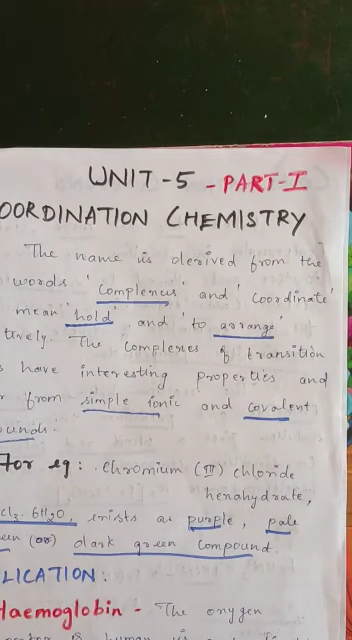 UNIT-5 - PART-I
OORDINATION CHEMISTRY
The name is derived from the
words 'complexus' and 'coordinate'
mean 'hold' and 'to arrange'
tively. The complexes of transition
s have interesting properties and
r from simple ionic and covalent
ounds.
For eg: Chromium (III) chloride
hexahydrate,
Cl3. 6H2O, exists as purple, pale
een (or) dark green compound.
LICATION:
Haemoglobin - The oxygen
is human